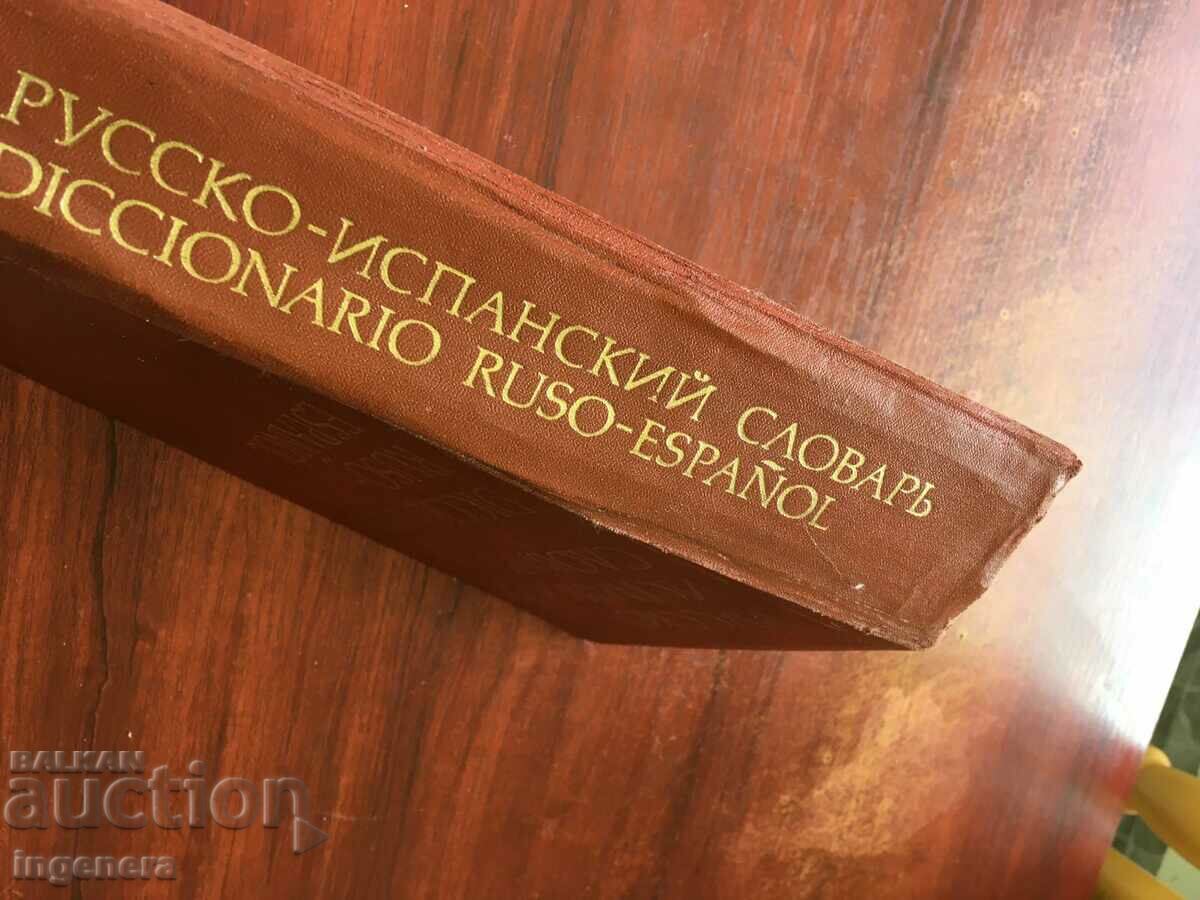 РУССКО-ИСПАНСКИЙ СЛОВАРЬ
DICCIONARIO RUSO-ESPAÑOL
BALKAN
auction
ingenera